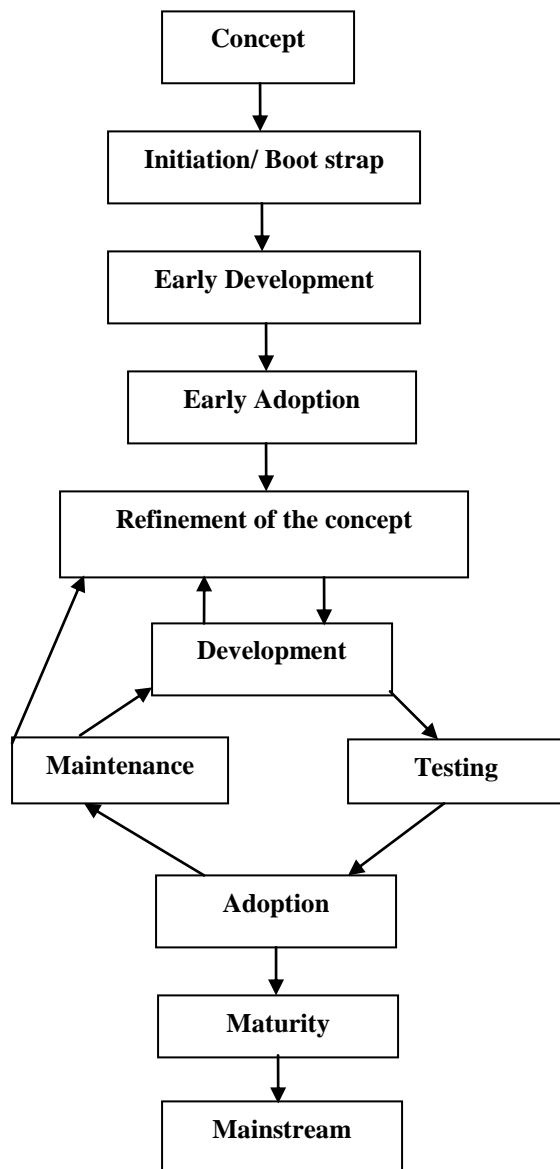 Concept
Initiation/ Boot strap
Early Development
Early Adoption
Refinement of the concept
Development
Maintenance
Testing
Adoption
Maturity
Mainstream